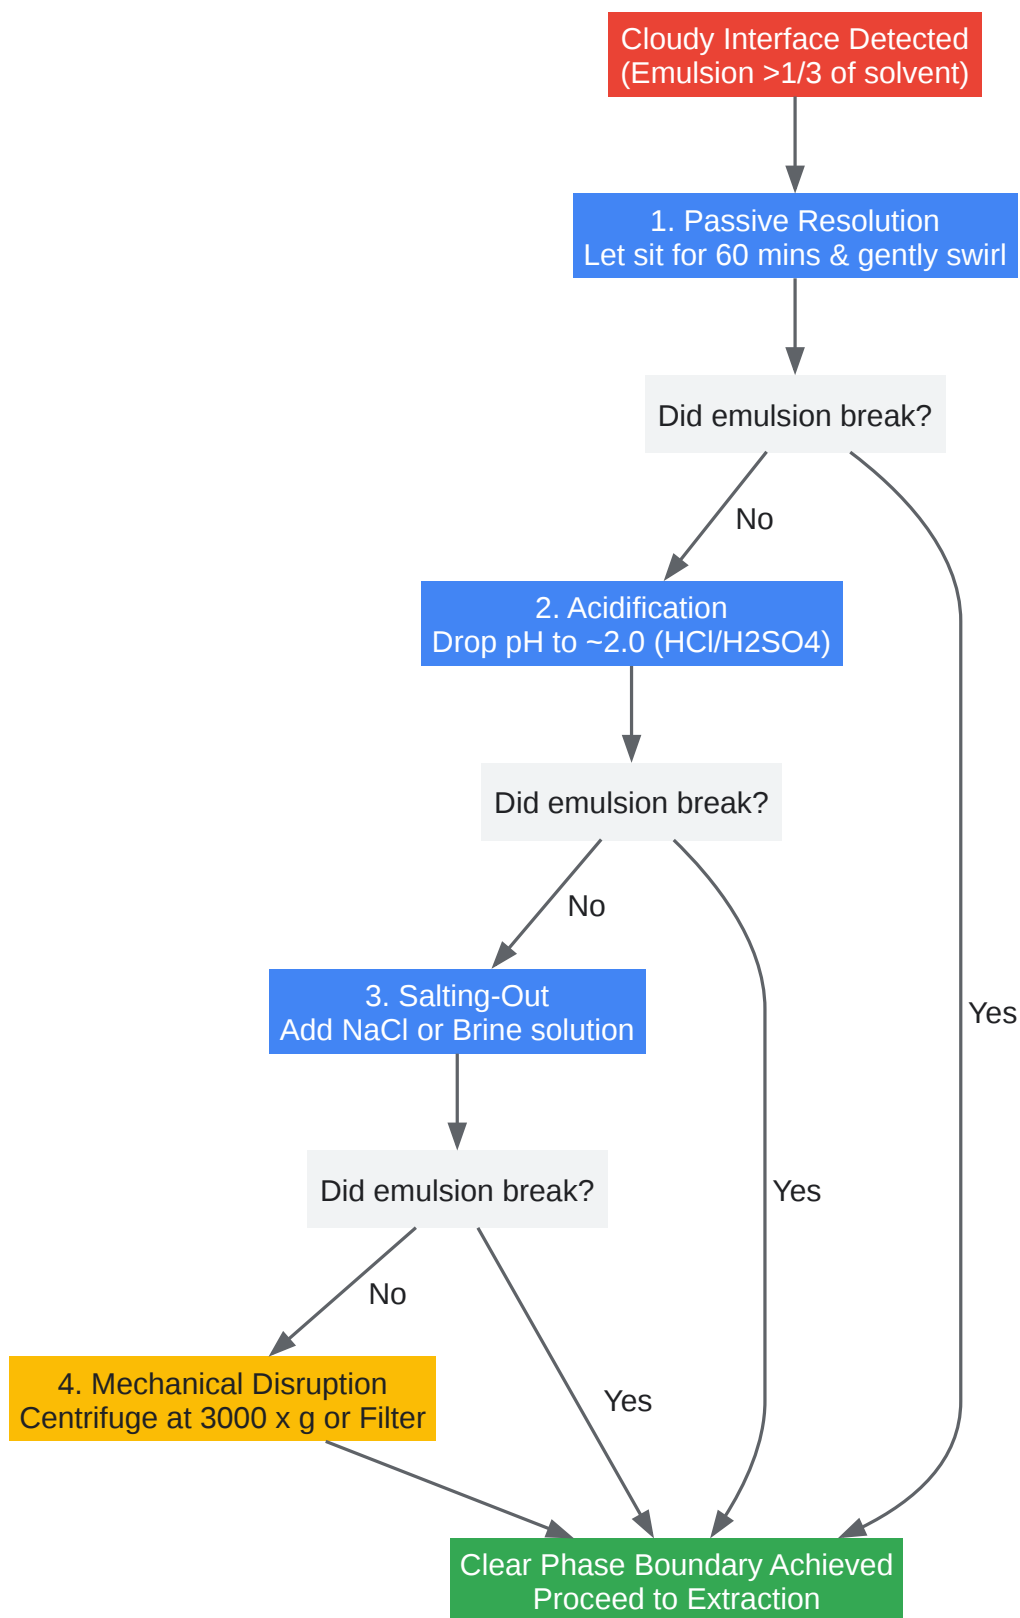 Cloudy Interface Detected
(Emulsion >1/3 of solvent)
1. Passive Resolution
Let sit for 60 mins & gently swirl
Did emulsion break?
No
2. Acidification
Drop pH to ~2.0 (HCl/H2SO4)
Did emulsion break?
No
3. Salting-Out
Add NaCl or Brine solution
Yes
Did emulsion break?
Yes
No
4. Mechanical Disruption
Centrifuge at 3000 x g or Filter
Yes
Clear Phase Boundary Achieved
Proceed to Extraction